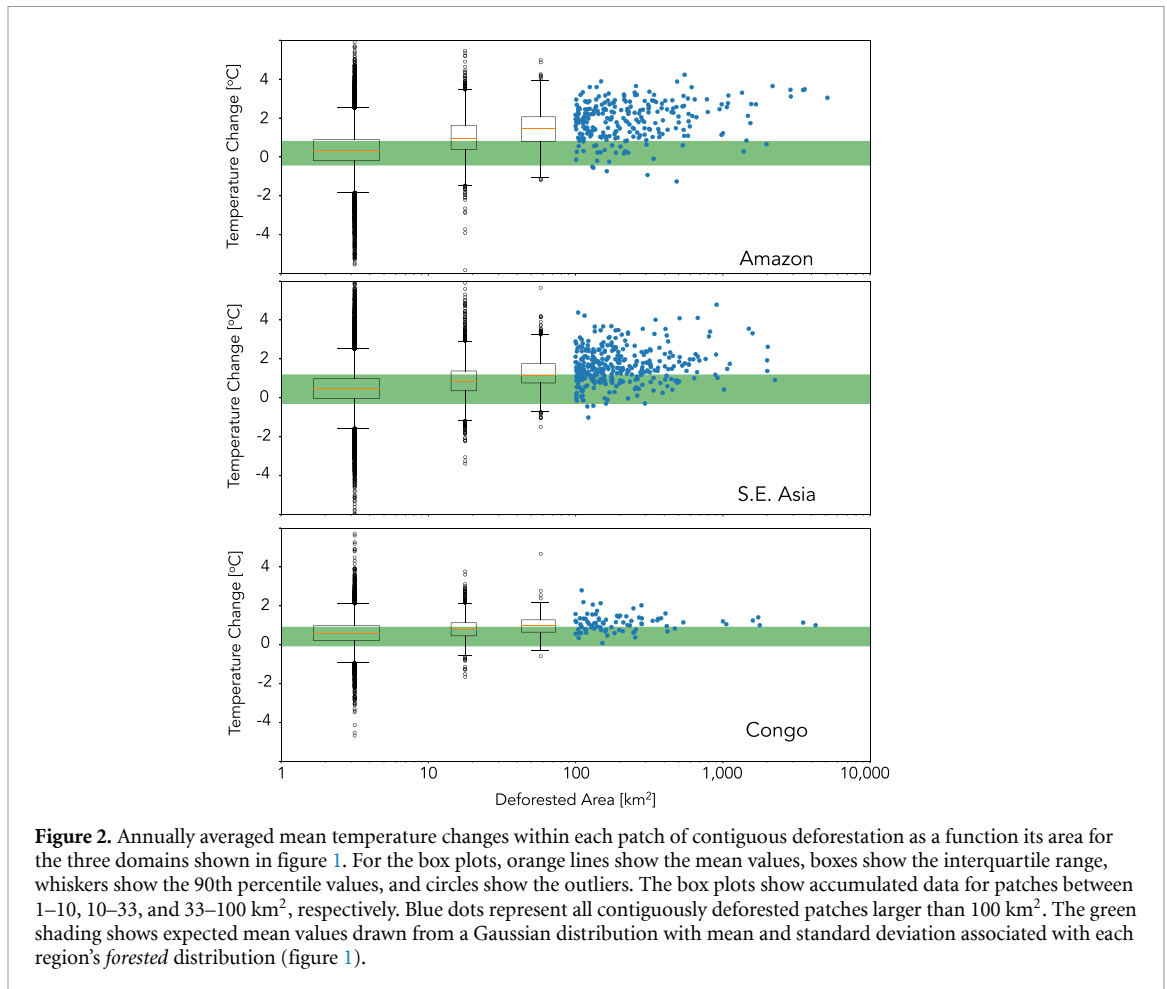 4
2
0
-2
-4
Temperature Change [ºC]
Amazon
4
2
0
-2
-4
Temperature Change [ºC]
S.E. Asia
4
2
0
-2
-4
Temperature Change [ºC]
Congo
1 10 100 1,000 10,000
Deforested Area [km²]
Figure 2. Annually averaged mean temperature changes within each patch of contiguous deforestation as a function its area for
the three domains shown in figure 1. For the box plots, orange lines show the mean values, boxes show the interquartile range,
whiskers show the 90th percentile values, and circles show the outliers. The box plots show accumulated data for patches between
1–10, 10–33, and 33–100 km², respectively. Blue dots represent all contiguously deforested patches larger than 100 km². The green
shading shows expected mean values drawn from a Gaussian distribution with mean and standard deviation associated with each
region's forested distribution (figure 1).